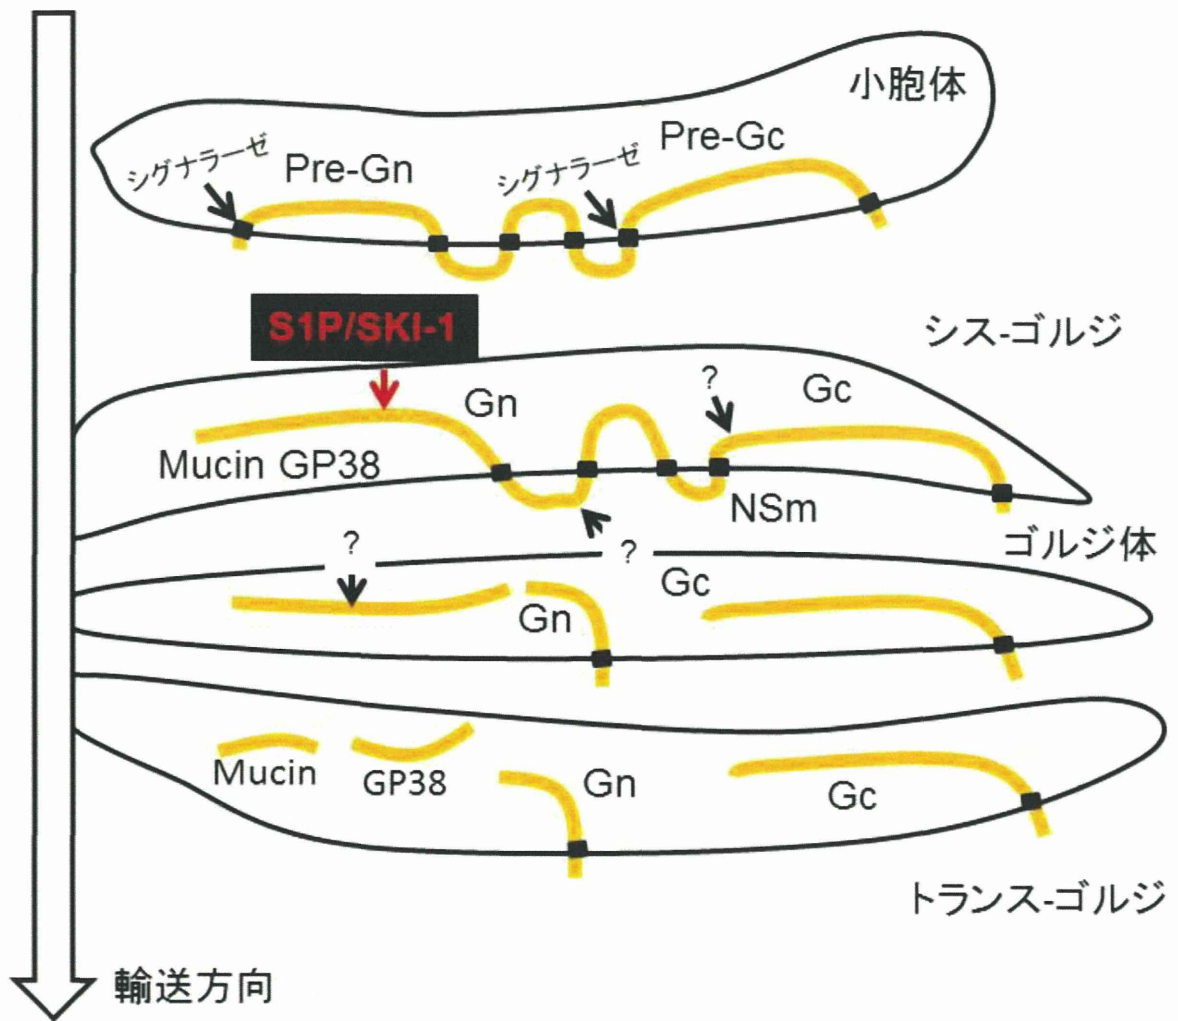 小胞体
シグナラーゼ
Pre-Gn
シグナラーゼ
Pre-Gc
S1P/SKI-1
シス-ゴルジ
Gn
?
Gc
Mucin GP38
NSm
?
?
ゴルジ体
Gn
Gc
Mucin
GP38
Gn
Gc
トランス-ゴルジ
輸送方向